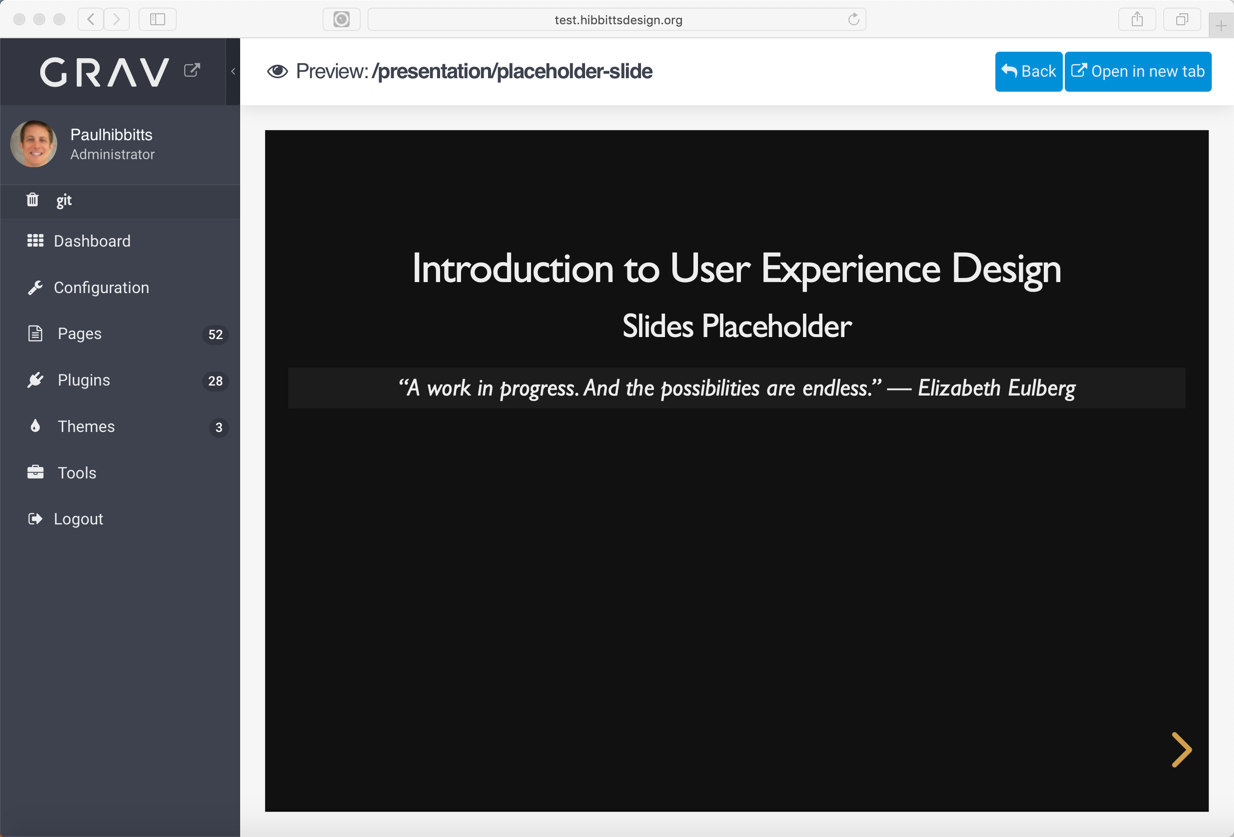 test.hibbittsdesign.org
GRAV
Preview: /presentation/placeholder-slide
Back
Open in new tab
Paulhibbitts
Administrator
git
Dashboard
Configuration
Pages 52
Plugins 28
Themes 3
Tools
Logout
Introduction to User Experience Design
Slides Placeholder
“A work in progress. And the possibilities are endless.” — Elizabeth Eulberg